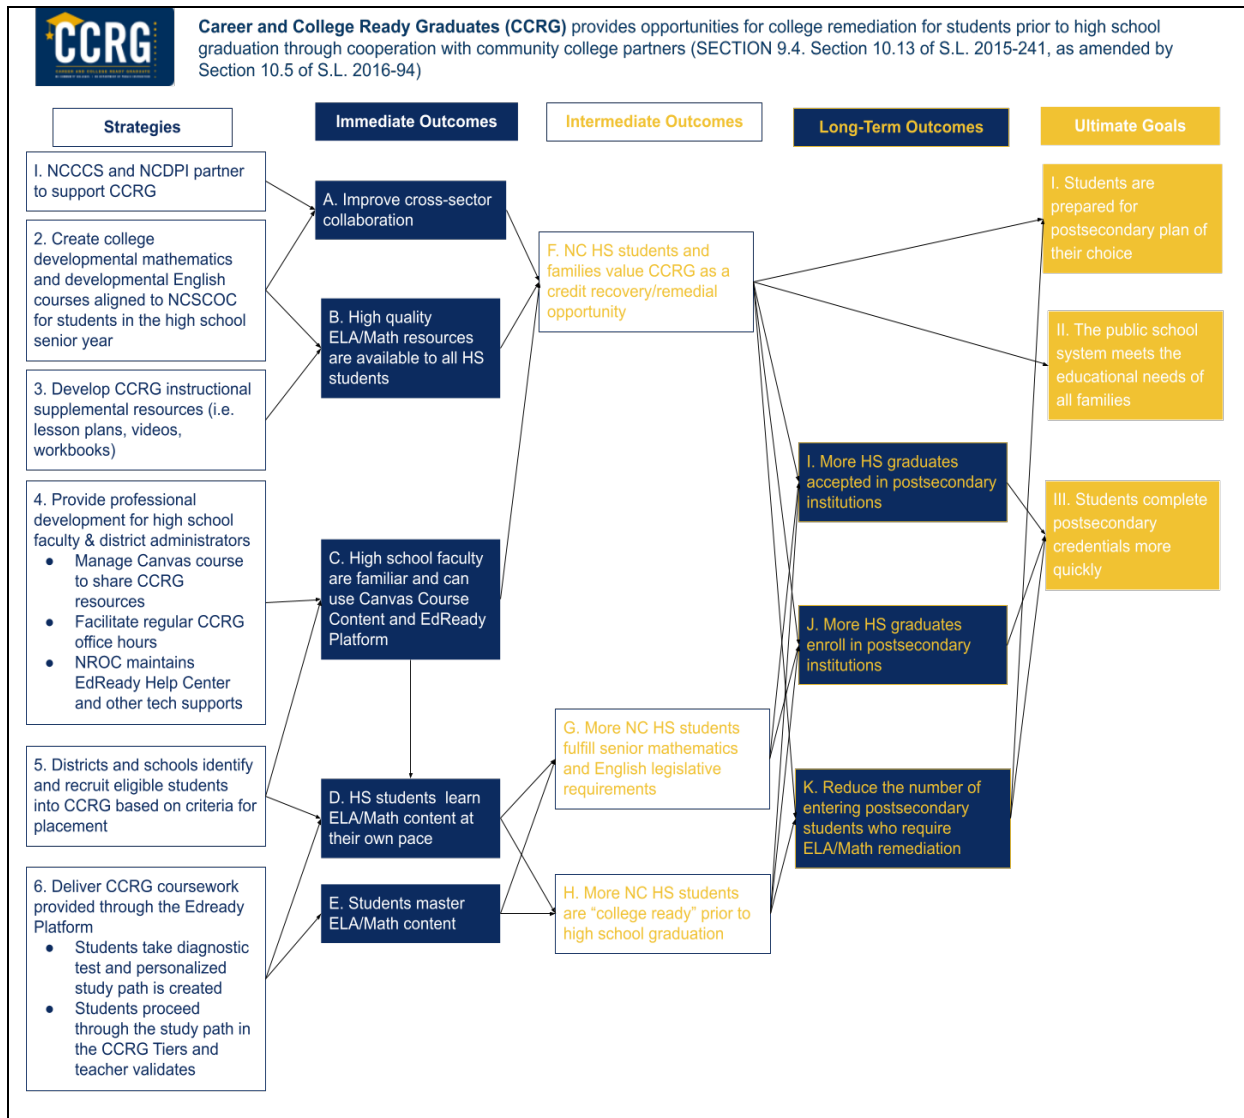 CCRG
CAREER AND COLLEGE READY GRADUATE
Career and College Ready Graduates (CCRG) provides opportunities for college remediation for students prior to high school
graduation through cooperation with community college partners (SECTION 9.4. Section 10.13 of S.L. 2015-241, as amended by
Section 10.5 of S.L. 2016-94)
Strategies
Immediate Outcomes
Intermediate Outcomes
Long-Term Outcomes
Ultimate Goals
I. NCCCS and NCDPI partner
to support CCRG
2. Create college
developmental mathematics
and developmental English
courses aligned to NCSCOC
for students in the high school
senior year
3. Develop CCRG instructional
supplemental resources (i.e.
lesson plans, videos,
workbooks)
4. Provide professional
development for high school
faculty & district administrators
● Manage Canvas course
to share CCRG
resources
● Facilitate regular CCRG
office hours
● NROC maintains
EdReady Help Center
and other tech supports
5. Districts and schools identify
and recruit eligible students
into CCRG based on criteria for
placement
6. Deliver CCRG coursework
provided through the Edready
Platform
● Students take diagnostic
test and personalized
study path is created
● Students proceed
through the study path in
the CCRG Tiers and
teacher validates
A. Improve cross-sector
collaboration
B. High quality
ELA/Math resources
are available to all HS
students
C. High school faculty
are familiar and can
use Canvas Course
Content and EdReady
Platform
D. HS students learn
ELA/Math content at
their own pace
E. Students master
ELA/Math content
F. NC HS students and
families value CCRG as a
credit recovery/remedial
opportunity
G. More NC HS students
fulfill senior mathematics
and English legislative
requirements
H. More NC HS students
are “college ready” prior to
high school graduation
I. More HS graduates
accepted in postsecondary
institutions
J. More HS graduates
enroll in postsecondary
institutions
K. Reduce the number of
entering postsecondary
students who require
ELA/Math remediation
I. Students are
prepared for
postsecondary plan of
their choice
II. The public school
system meets the
educational needs of
all families
III. Students complete
postsecondary
credentials more
quickly